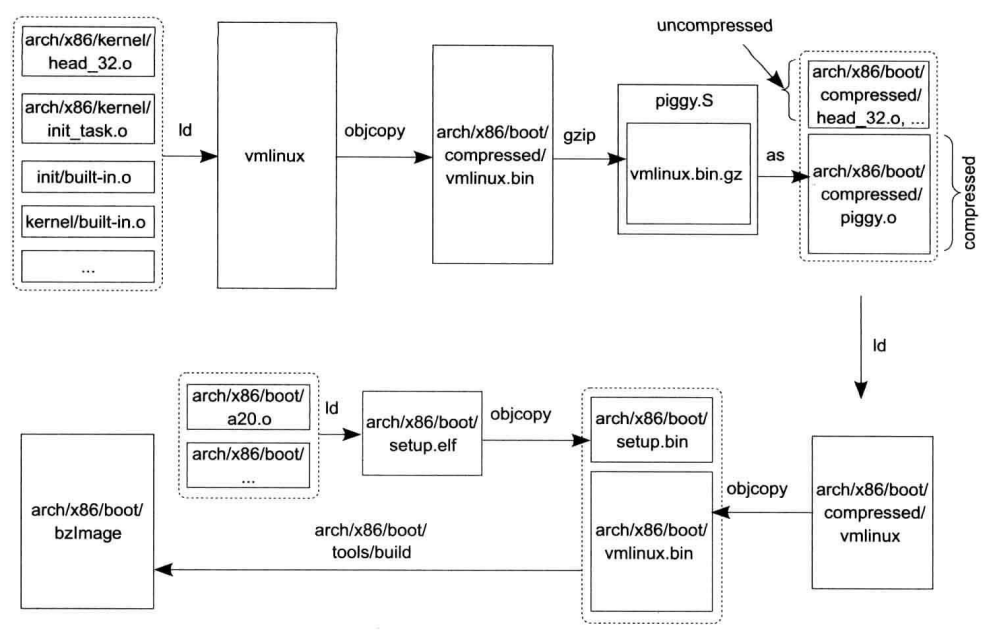 arch/x86/kernel/
head_32.o
arch/x86/kernel/
init_task.o
init/built-in.o
kernel/built-in.o
...
ld
vmlinux
objcopy
arch/x86/boot/
compressed/
vmlinux.bin
gzip
piggy.S
vmlinux.bin.gz
as
uncompressed
arch/x86/boot/
compressed/
head_32.o, ...
arch/x86/boot/
compressed/
piggy.o
compressed
ld
arch/x86/boot/
a20.o
arch/x86/boot/
...
ld
arch/x86/boot/
setup.elf
objcopy
arch/x86/boot/
setup.bin
arch/x86/boot/
vmlinux.bin
objcopy
arch/x86/boot/
compressed/
vmlinux
arch/x86/boot/
tools/build
arch/x86/boot/
bzImage